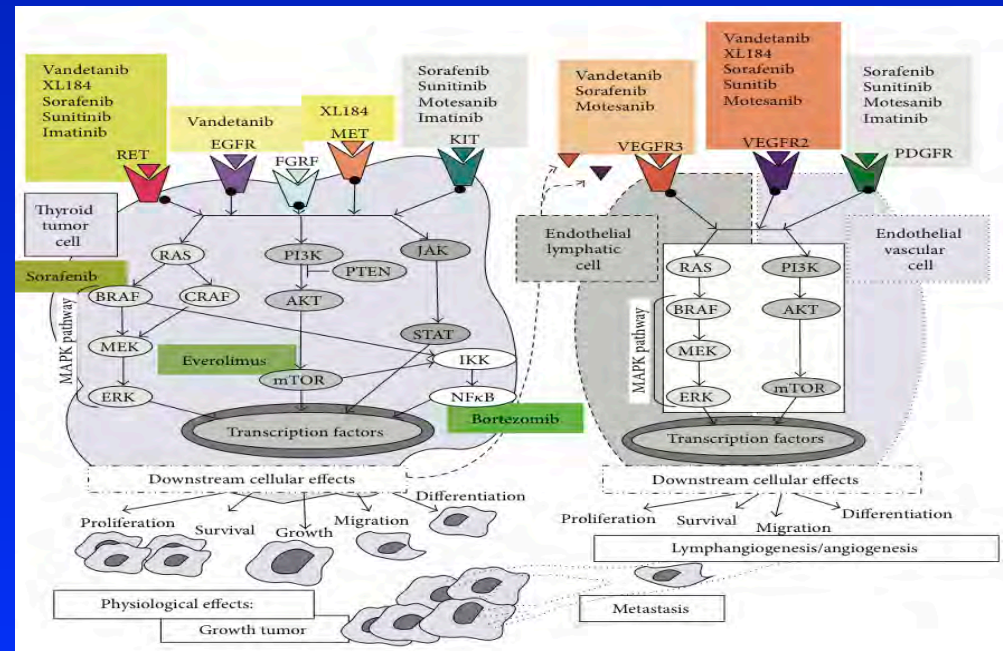 Vandetanib
XL184
Sorafenib
Sunitinib
Imatinib
Vandetanib
XL184
Sorafenib
Sunitinib
Motesanib
Imatinib
Vandetanib
Sorafenib
Motesanib
Vandetanib
XL184
Sorafenib
Sunitib
Motesanib
Sorafenib
Sunitinib
Motesanib
Imatinib
RET
EGFR
FGRF
MET
KIT
VEGFR3
VEGFR2
PDGFR
Thyroid
tumor
cell
Sorafenib
RAS
PI3K
PTEN
JAK
BRAF
CRAF
AKT
STAT
MEK
Everolimus
mTOR
IKK
ERK
NFκB
Bortezomib
MAPK pathway
Transcription factors
Downstream cellular effects
Proliferation
Survival
Growth
Migration
Differentiation
Physiological effects:
Growth tumor
Endothelial
lymphatic
cell
Endothelial
vascular
cell
RAS
PI3K
BRAF
AKT
MEK
ERK
mTOR
MAPK pathway
Transcription factors
Downstream cellular effects
Proliferation
Survival
Migration
Differentiation
Lymphangiogenesis/angiogenesis
Metastasis